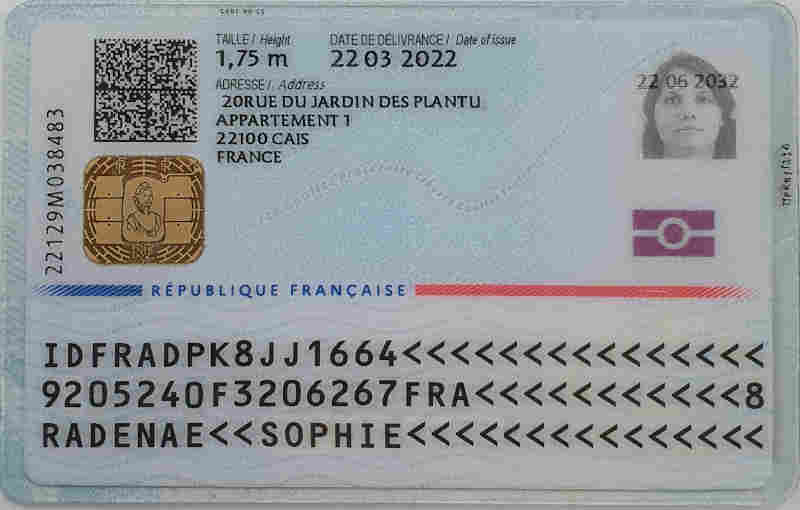 TAILLE / Height
1,75 m
DATE DE DÉLIVRANCE / Date of issue
22 03 2022
ADRESSE / Address
20RUE DU JARDIN DES PLANTU
APPARTEMENT 1
22100 CAIS
FRANCE
22 06 2032
22129M038483
RÉPUBLIQUE FRANÇAISE
IDFRADPK8JJ1664<<<<<<<<<<<<<<<
9205240F3206267FRA<<<<<<<<<<<8
RADENAE<<SOPHIE<<<<<<<<<<<<<<<